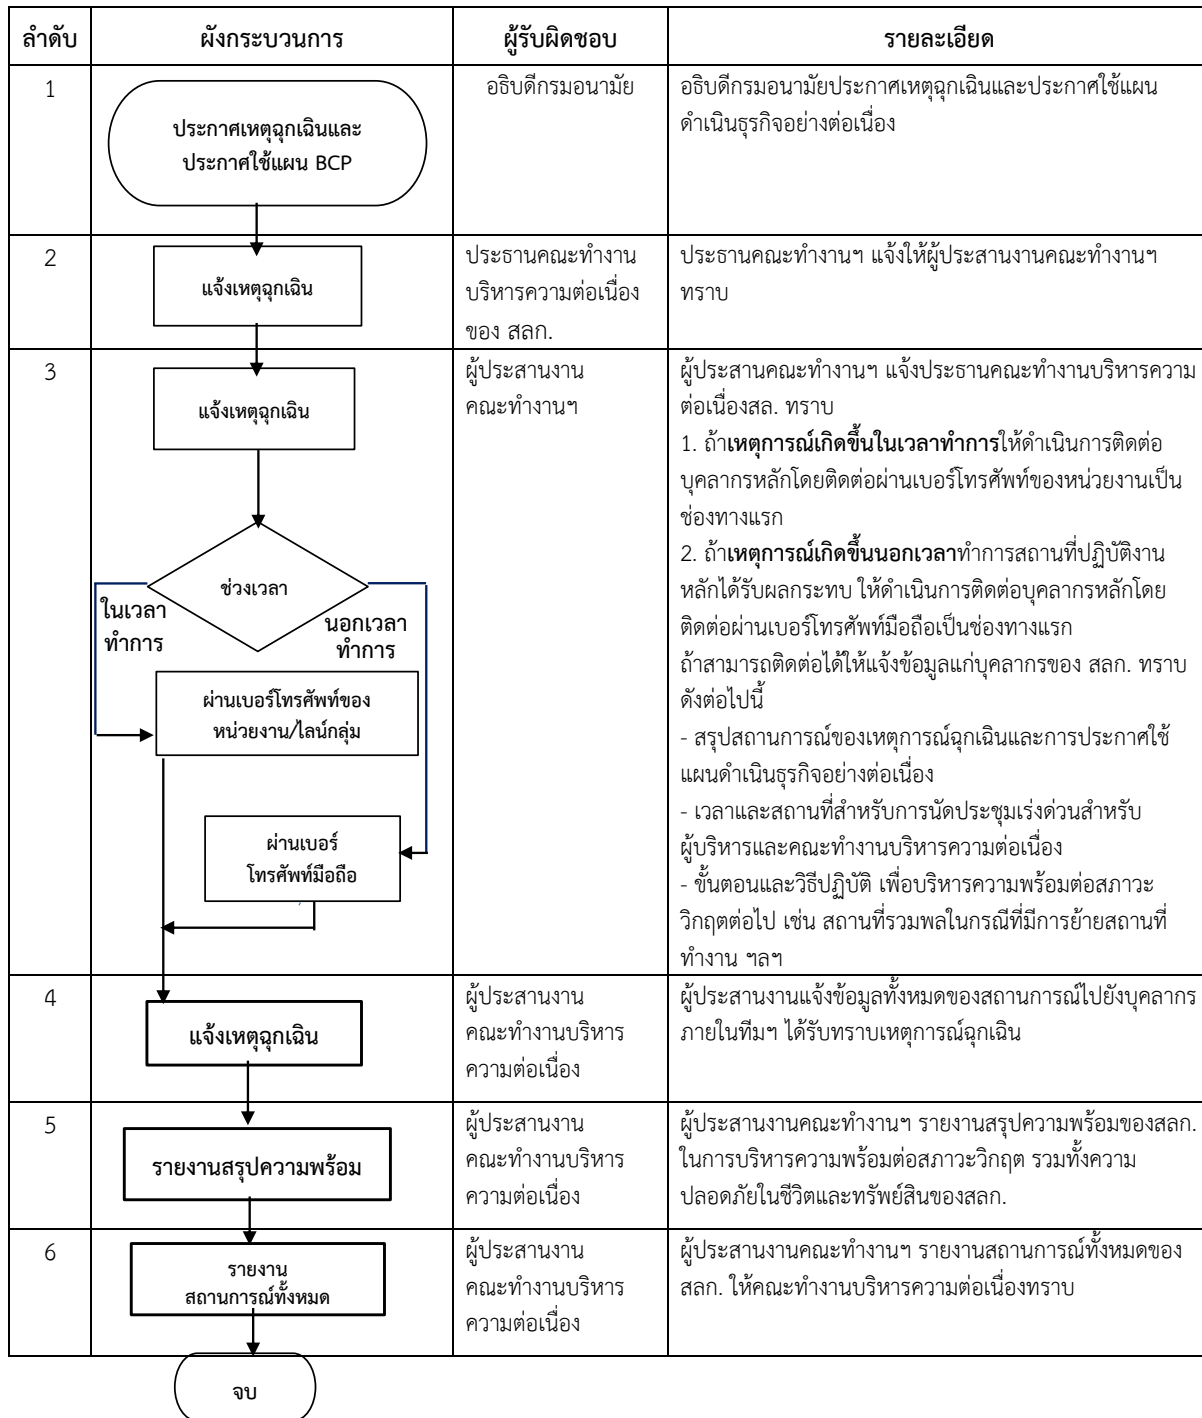 ลำดับ ผังกระบวนการ ผู้รับผิดชอบ รายละเอียด
1
ประกาศเหตุฉุกเฉินและ
ประกาศใช้แผน BCP
อธิบดีกรมอนามัย
อธิบดีกรมอนามัยประกาศเหตุฉุกเฉินและประกาศใช้แผน
ดำเนินธุรกิจอย่างต่อเนื่อง
2
แจ้งเหตุฉุกเฉิน
ประธานคณะทำงาน
บริหารความต่อเนื่อง
ของ สลก.
ประธานคณะทำงานฯ แจ้งให้ผู้ประสานงานคณะทำงานฯ
ทราบ
3
แจ้งเหตุฉุกเฉิน
ช่วงเวลา
ในเวลา
ทำการ
นอกเวลา
ทำการ
ผ่านเบอร์โทรศัพท์ของ
หน่วยงาน/ไลน์กลุ่ม
ผ่านเบอร์
โทรศัพท์มือถือ
ผู้ประสานงาน
คณะทำงานฯ
ผู้ประสานคณะทำงานฯ แจ้งประธานคณะทำงานบริหารความ
ต่อเนื่องสล. ทราบ
1. ถ้าเหตุการณ์เกิดขึ้นในเวลาทำการให้ดำเนินการติดต่อ
บุคลากรหลักโดยติดต่อผ่านเบอร์โทรศัพท์ของหน่วยงานเป็น
ช่องทางแรก
2. ถ้าเหตุการณ์เกิดขึ้นนอกเวลาทำการสถานที่ปฏิบัติงาน
หลักได้รับผลกระทบ ให้ดำเนินการติดต่อบุคลากรหลักโดย
ติดต่อผ่านเบอร์โทรศัพท์มือถือเป็นช่องทางแรก
ถ้าสามารถติดต่อได้ให้แจ้งข้อมูลแก่บุคลากรของ สลก. ทราบ
ดังต่อไปนี้
- สรุปสถานการณ์ของเหตุการณ์ฉุกเฉินและการประกาศใช้
แผนดำเนินธุรกิจอย่างต่อเนื่อง
- เวลาและสถานที่สำหรับการนัดประชุมเร่งด่วนสำหรับ
ผู้บริหารและคณะทำงานบริหารความต่อเนื่อง
- ขั้นตอนและวิธีปฏิบัติ เพื่อบริหารความพร้อมต่อสภาวะ
วิกฤตต่อไป เช่น สถานที่รวมพลในกรณีที่มีการย้ายสถานที่
ทำงาน ฯลฯ
4
แจ้งเหตุฉุกเฉิน
ผู้ประสานงาน
คณะทำงานบริหาร
ความต่อเนื่อง
ผู้ประสานงานแจ้งข้อมูลทั้งหมดของสถานการณ์ไปยังบุคลากร
ภายในทีมฯ ได้รับทราบเหตุการณ์ฉุกเฉิน
5
รายงานสรุปความพร้อม
ผู้ประสานงาน
คณะทำงานบริหาร
ความต่อเนื่อง
ผู้ประสานงานคณะทำงานฯ รายงานสรุปความพร้อมของสลก.
ในการบริหารความพร้อมต่อสภาวะวิกฤต รวมทั้งความ
ปลอดภัยในชีวิตและทรัพย์สินของสลก.
6
รายงาน
สถานการณ์ทั้งหมด
ผู้ประสานงาน
คณะทำงานบริหาร
ความต่อเนื่อง
ผู้ประสานงานคณะทำงานฯ รายงานสถานการณ์ทั้งหมดของ
สลก. ให้คณะทำงานบริหารความต่อเนื่องทราบ
จบ